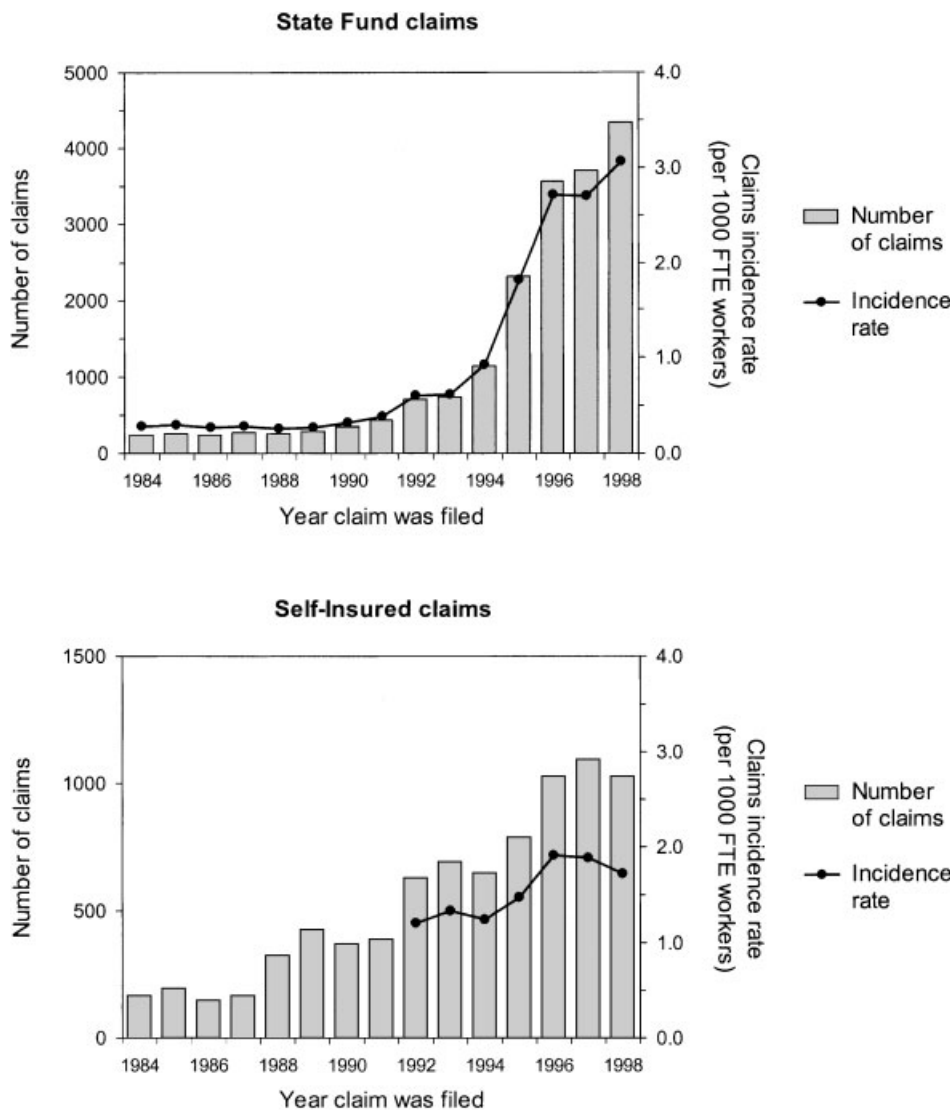 State Fund claims
5000
4000
3000
2000
1000
0
4.0
3.0
2.0
1.0
0.0
Number of claims
Claims incidence rate
(per 1000 FTE workers)
1984
1986
1988
1990
1992
1994
1996
1998
Year claim was filed
Number
of claims
Incidence
rate
Self-Insured claims
1500
1000
500
0
4.0
3.0
2.0
1.0
0.0
Number of claims
Claims incidence rate
(per 1000 FTE workers)
1984
1986
1988
1990
1992
1994
1996
1998
Year claim was filed
Number
of claims
Incidence
rate